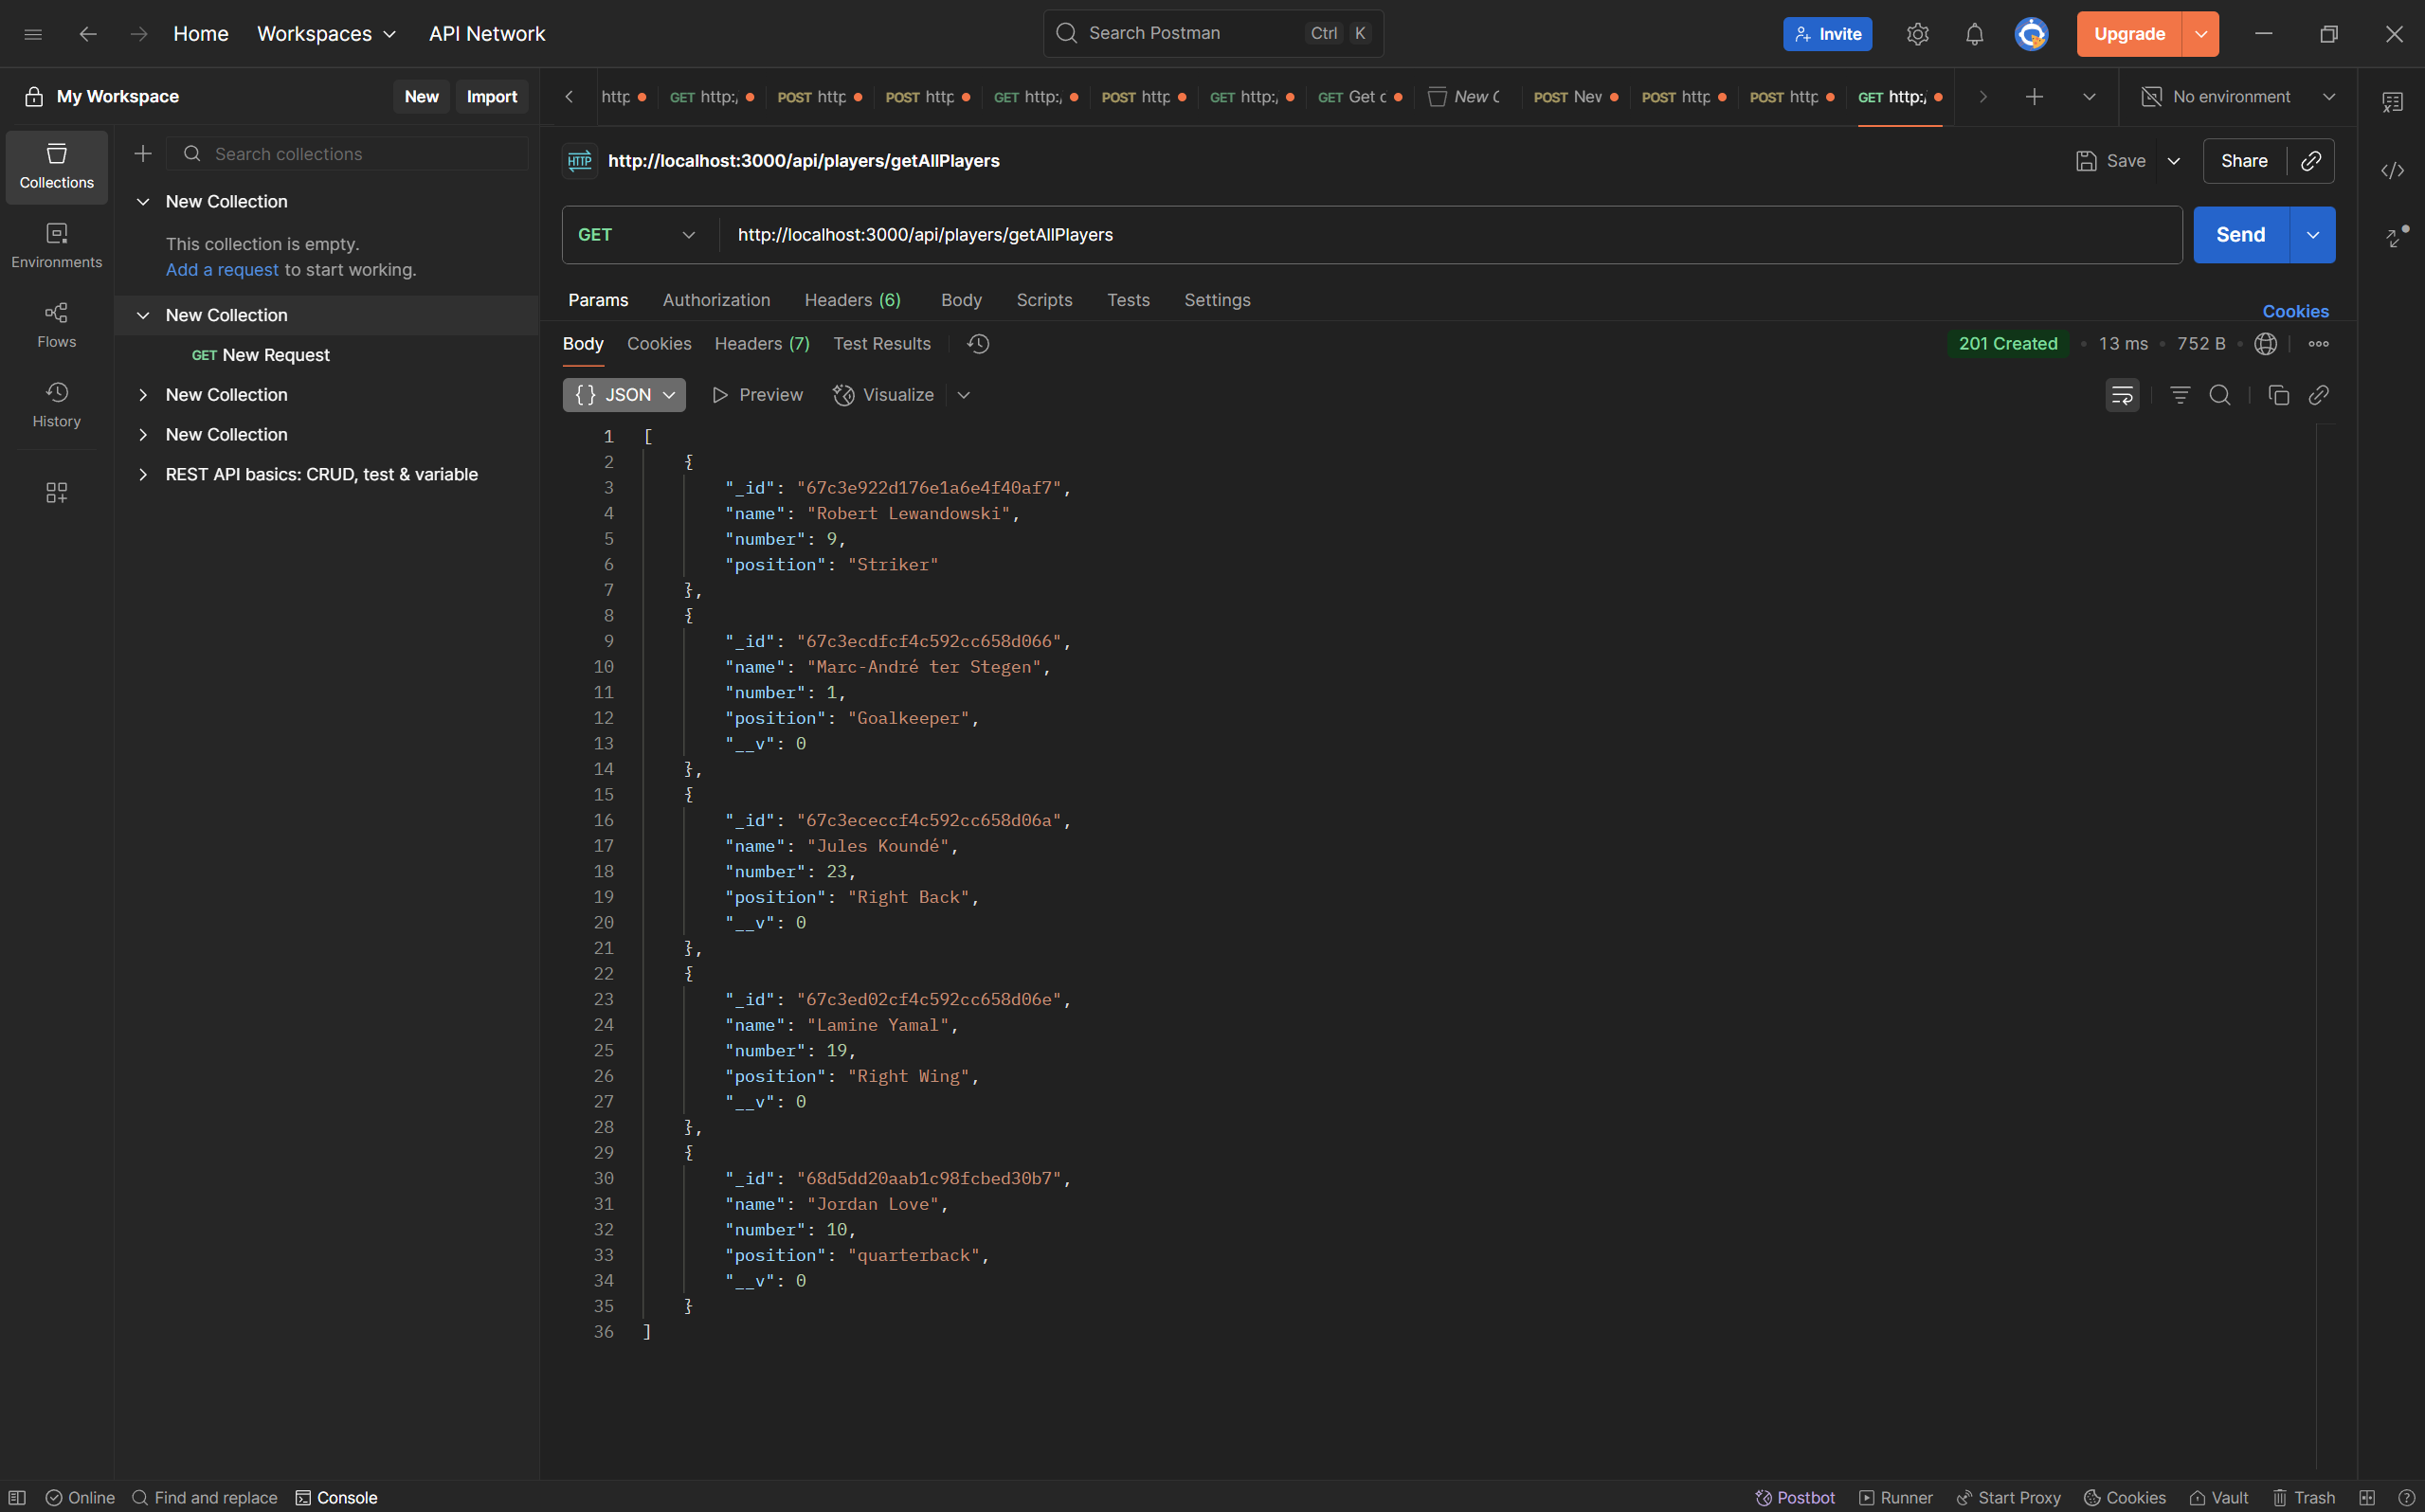 Home Workspaces API Network Search Postman Ctrl K Invite Upgrade
My Workspace New Import
http GET http:/ POST http POST http GET http:/ POST http GET http:/ GET Get c New C POST New POST http POST http GET http:/ No environment
Collections
Environments
Flows
History
Search collections
New Collection
This collection is empty.
Add a request to start working.
New Collection
GET New Request
New Collection
New Collection
REST API basics: CRUD, test & variable
HTTP http://localhost:3000/api/players/getAllPlayers Save Share
GET http://localhost:3000/api/players/getAllPlayers Send
Params Authorization Headers (6) Body Scripts Tests Settings Cookies
Body Cookies Headers (7) Test Results 201 Created • 13 ms • 752 B •
{} JSON Preview Visualize
1 [
2 {
3 "_id": "67c3e922d176e1a6e4f40af7",
4 "name": "Robert Lewandowski",
5 "number": 9,
6 "position": "Striker"
7 },
8 {
9 "_id": "67c3ecdfcf4c592cc658d066",
10 "name": "Marc-André ter Stegen",
11 "number": 1,
12 "position": "Goalkeeper",
13 "__v": 0
14 },
15 {
16 "_id": "67c3ececcf4c592cc658d06a",
17 "name": "Jules Koundé",
18 "number": 23,
19 "position": "Right Back",
20 "__v": 0
21 },
22 {
23 "_id": "67c3ed02cf4c592cc658d06e",
24 "name": "Lamine Yamal",
25 "number": 19,
26 "position": "Right Wing",
27 "__v": 0
28 },
29 {
30 "_id": "68d5dd20aab1c98fcbed30b7",
31 "name": "Jordan Love",
32 "number": 10,
33 "position": "quarterback",
34 "__v": 0
35 }
36 ]
Online Find and replace Console Postbot Runner Start Proxy Cookies Vault Trash